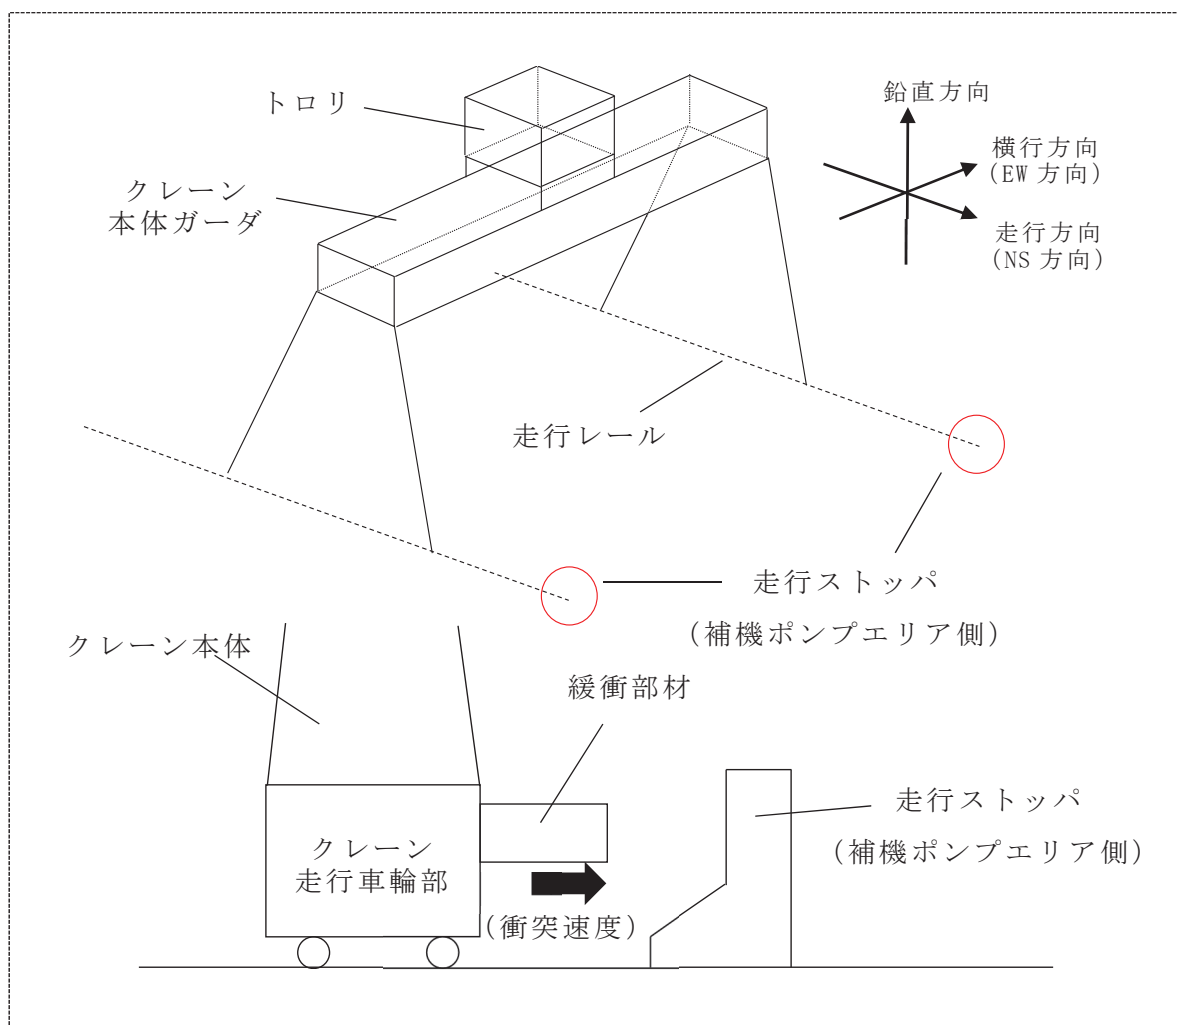 トロリ
鉛直方向
横行方向
(EW 方向)
クレーン
本体ガーダ
走行方向
(NS 方向)
走行レール
走行ストッパ
(補機ポンプエリア側)
クレーン本体
緩衝部材
走行ストッパ
(補機ポンプエリア側)
クレーン
走行車輪部
(衝突速度)